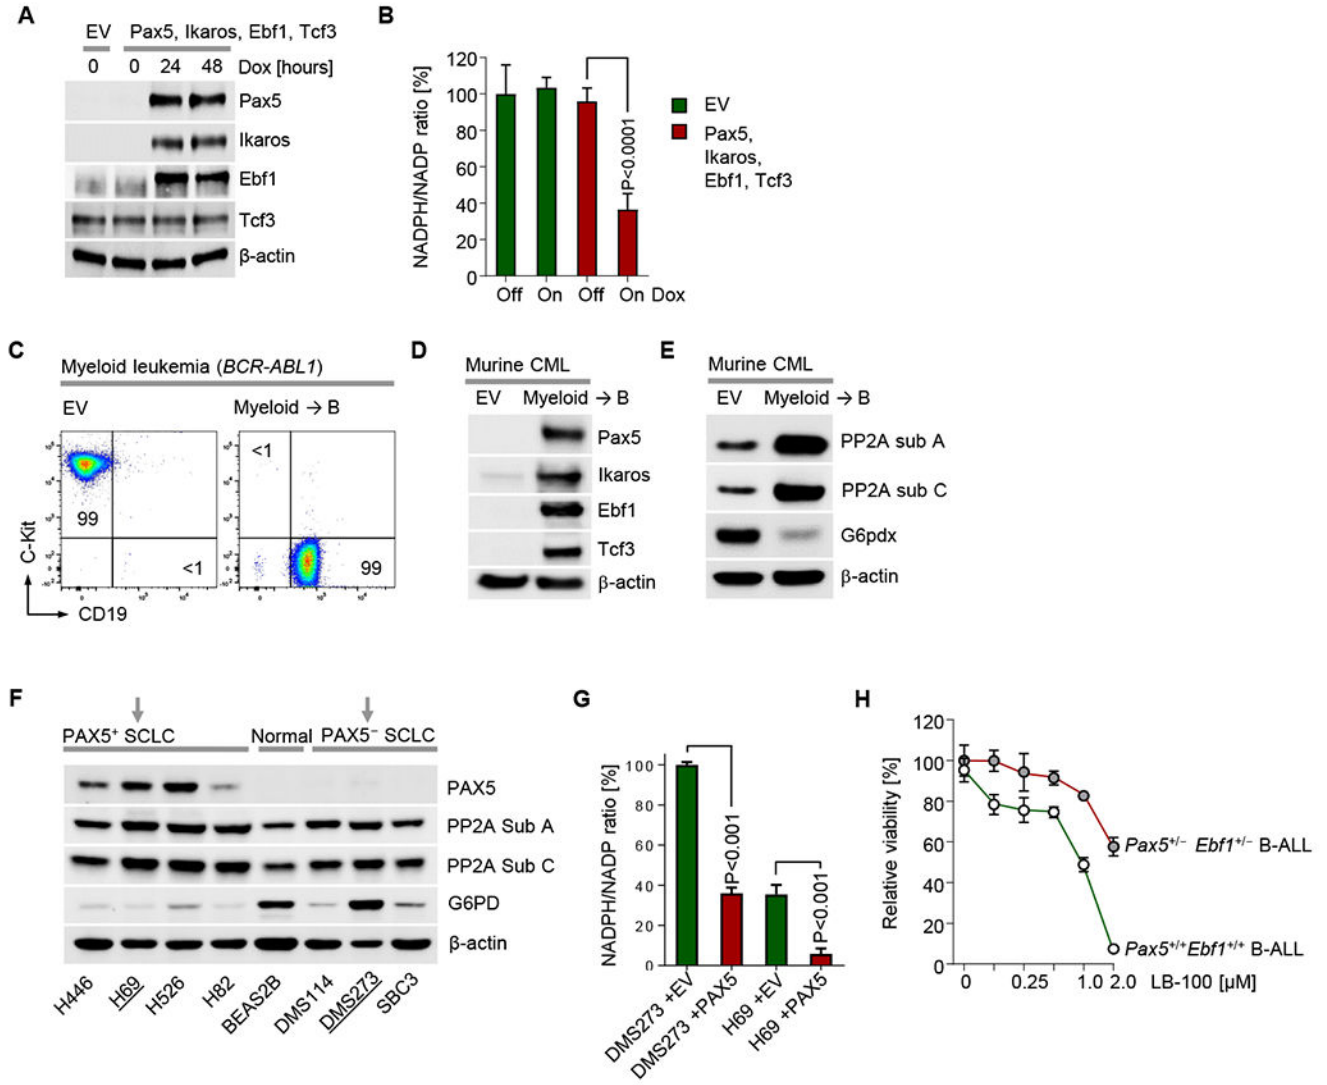 A
EV Pax5, Ikaros, Ebf1, Tcf3
0 0 24 48 Dox [hours]
Pax5
Ikaros
Ebf1
Tcf3
β-actin
B
NADPH/NADP ratio [%]
120
100
80
60
40
20
0
P<0.0001
Off On Off On Dox
EV
Pax5,
Ikaros,
Ebf1, Tcf3
C
Myeloid leukemia (BCR-ABL1)
EV Myeloid → B
99
<1
<1
99
C-Kit
CD19
D
Murine CML
EV Myeloid → B
Pax5
Ikaros
Ebf1
Tcf3
β-actin
E
Murine CML
EV Myeloid → B
PP2A sub A
PP2A sub C
G6pdx
β-actin
F
PAX5⁺ SCLC Normal PAX5⁻ SCLC
PAX5
PP2A Sub A
PP2A Sub C
G6PD
β-actin
H446 H69 H526 H82 BEAS2B DMS114 DMS273 SBC3
G
NADPH/NADP ratio [%]
100
80
60
40
20
0
P<0.001
P<0.001
DMS273 +EV
DMS273 +PAX5
H69 +EV
H69 +PAX5
H
Relative viability [%]
120
100
80
60
40
20
0
Pax5⁺/⁻ Ebf1⁺/⁻ B-ALL
Pax5⁺/⁺Ebf1⁺/⁺ B-ALL
0 0.25 1.0 2.0 LB-100 [µM]